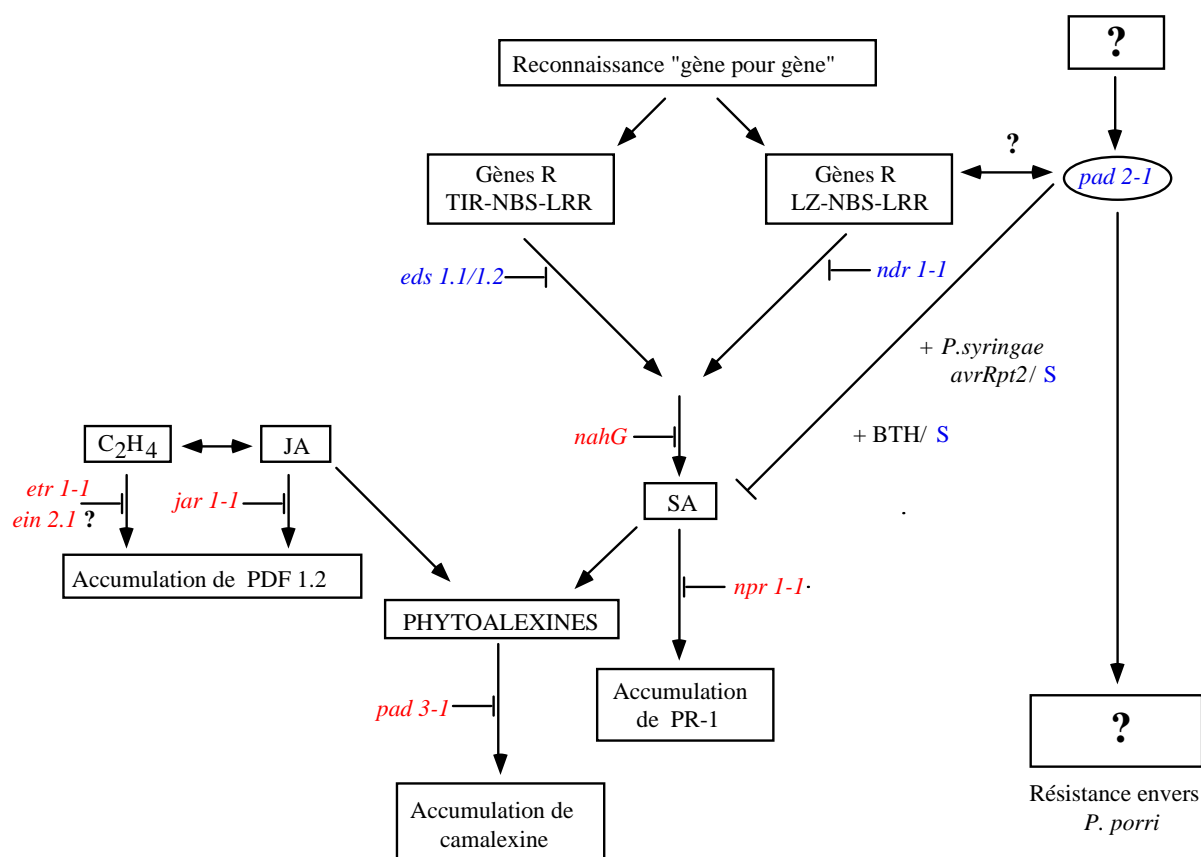 Reconnaissance "gène pour gène"
?
Gènes R
TIR-NBS-LRR
Gènes R
LZ-NBS-LRR
?
pad 2-1
eds 1.1/1.2
ndr 1-1
+ P.syringae
avrRpt2/ S
+ BTH/ S
nahG
C2H4
JA
SA
etr 1-1
ein 2.1 ?
jar 1-1
Accumulation de PDF 1.2
npr 1-1
PHYTOALEXINES
pad 3-1
Accumulation
de PR-1
?
Accumulation de
camalexine
Résistance envers
P. porri